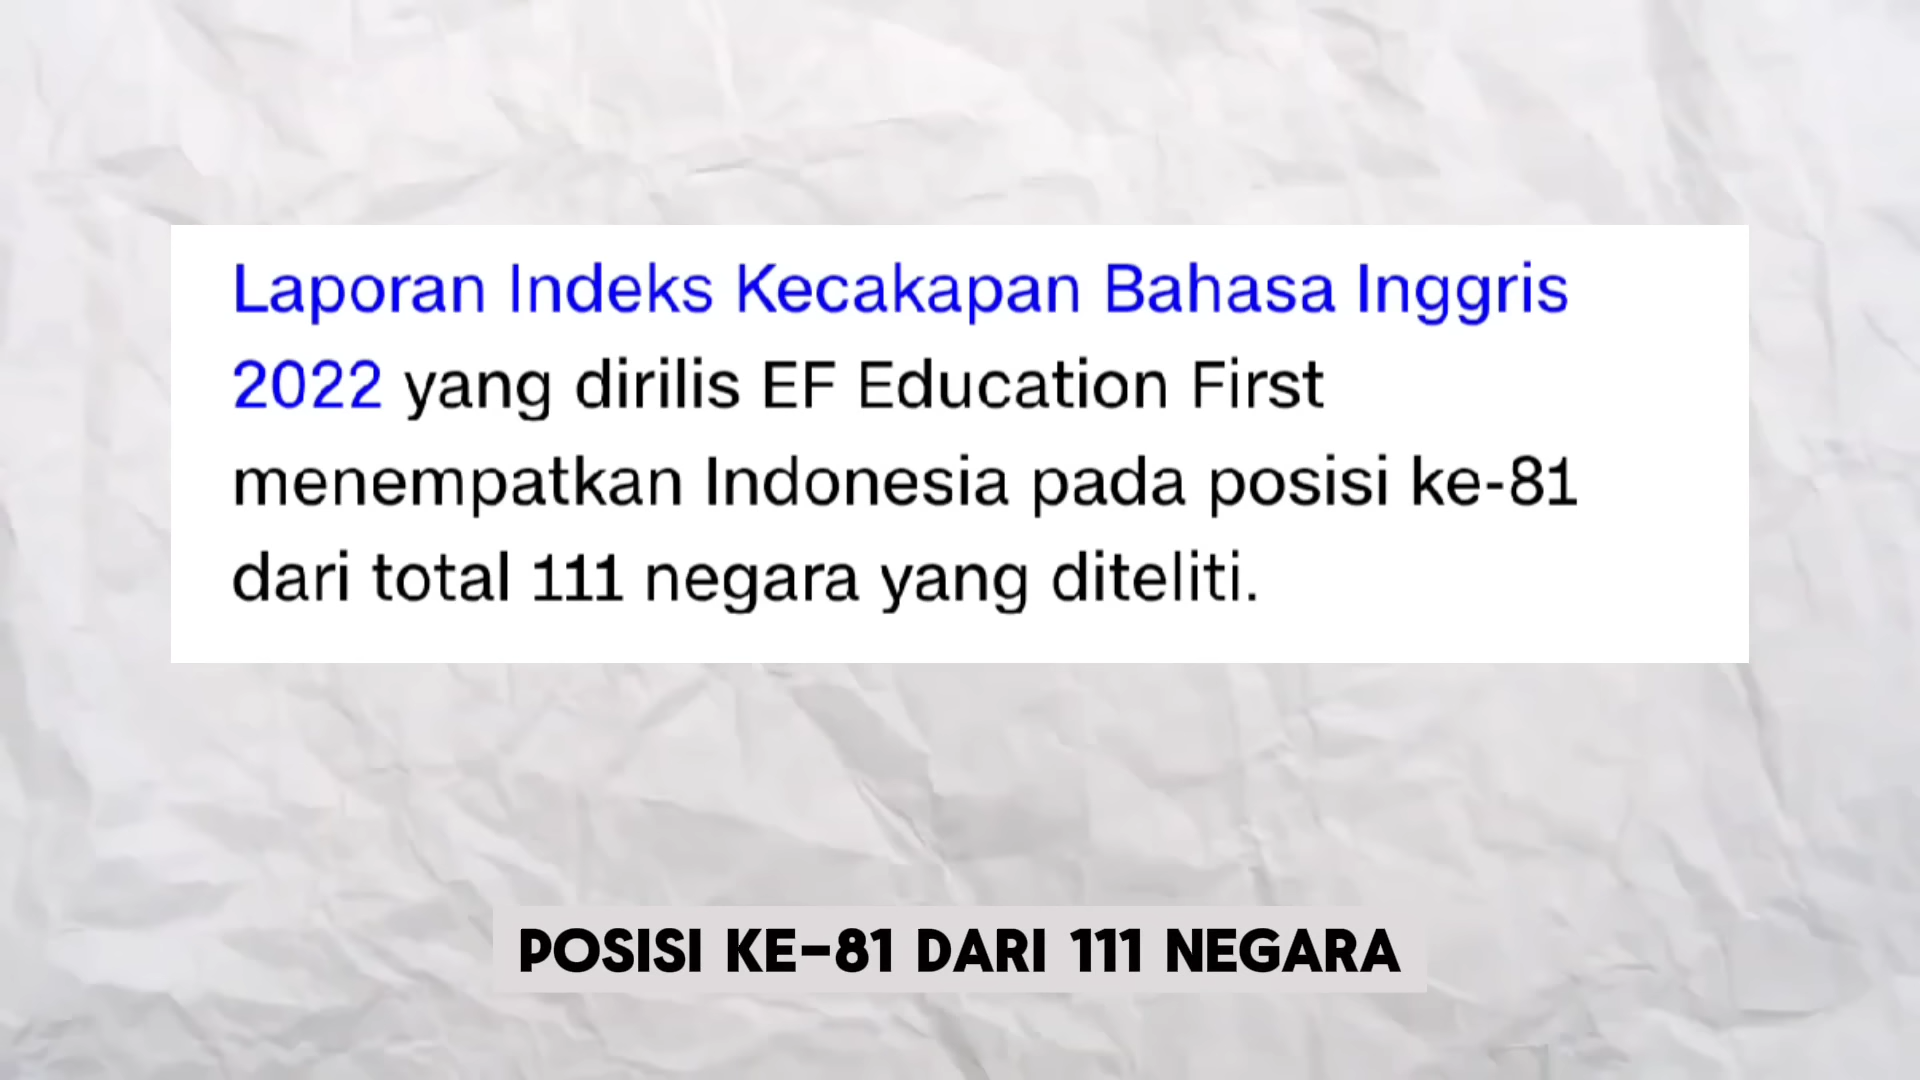 Laporan Indeks Kecakapan Bahasa Inggris
2022 yang dirilis EF Education First
menempatkan Indonesia pada posisi ke-81
dari total 111 negara yang diteliti.
POSISI KE-81 DARI 111 NEGARA